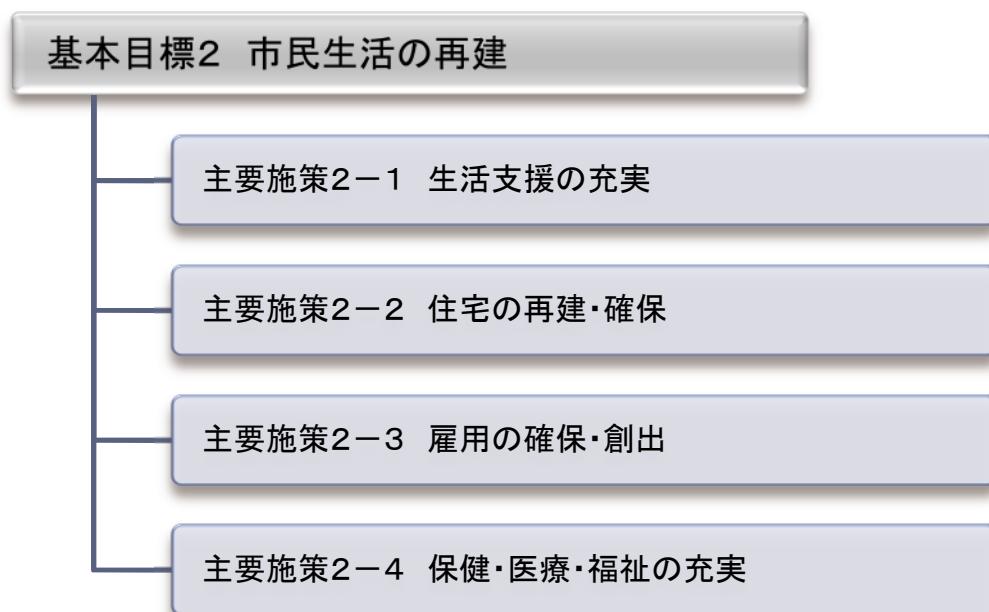 基本目標2 市民生活の再建
主要施策2－1 生活支援の充実
主要施策2－2 住宅の再建・確保
主要施策2－3 雇用の確保・創出
主要施策2－4 保健・医療・福祉の充実